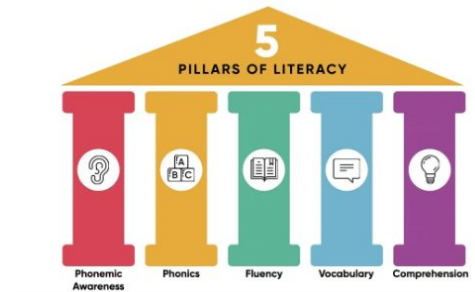 5
PILLARS OF LITERACY
A
B C
Phonemic
Awareness
Phonics
Fluency
Vocabulary
Comprehension